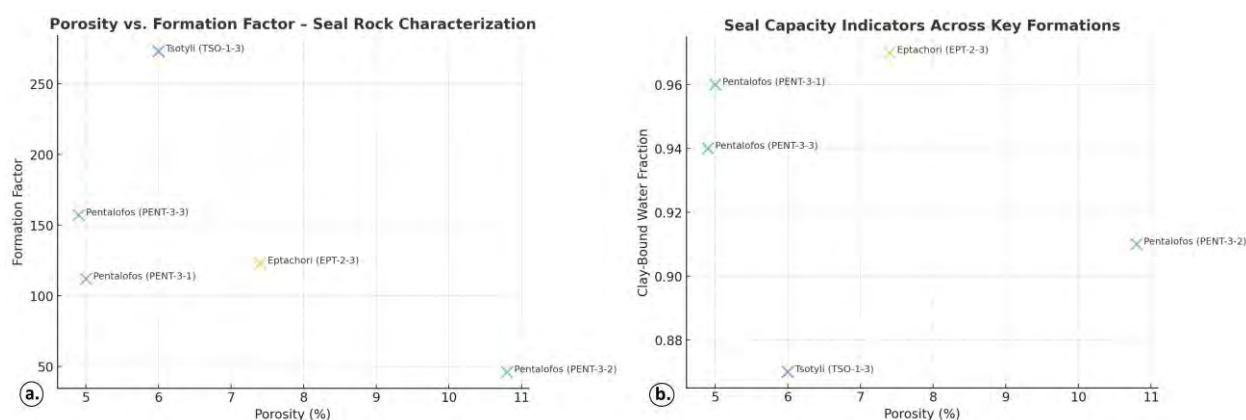 Porosity vs. Formation Factor – Seal Rock Characterization
Formation Factor
250
200
150
100
50
Tsotyli (TSO-1-3)
Pentalofos (PENT-3-3)
Eptachori (EPT-2-3)
Pentalofos (PENT-3-1)
Pentalofos (PENT-3-2)
5 6 7 8 9 10 11
Porosity (%)
a.
Seal Capacity Indicators Across Key Formations
Clay-Bound Water Fraction
0.96
0.94
0.92
0.90
0.88
Eptachori (EPT-2-3)
Pentalofos (PENT-3-1)
Pentalofos (PENT-3-3)
Pentalofos (PENT-3-2)
Tsotyli (TSO-1-3)
5 6 7 8 9 10 11
Porosity (%)
b.